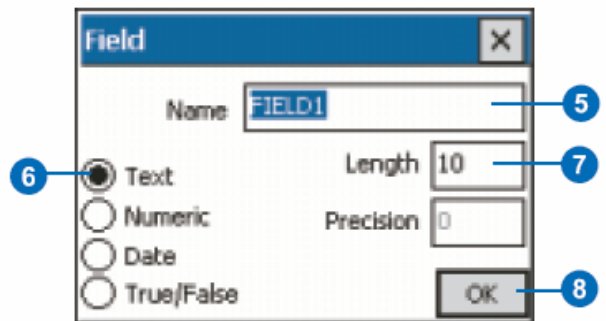 Field
Name FIELD1 5
6 Text Length 10 7
Numeric Precision 0
Date
True/False OK 8